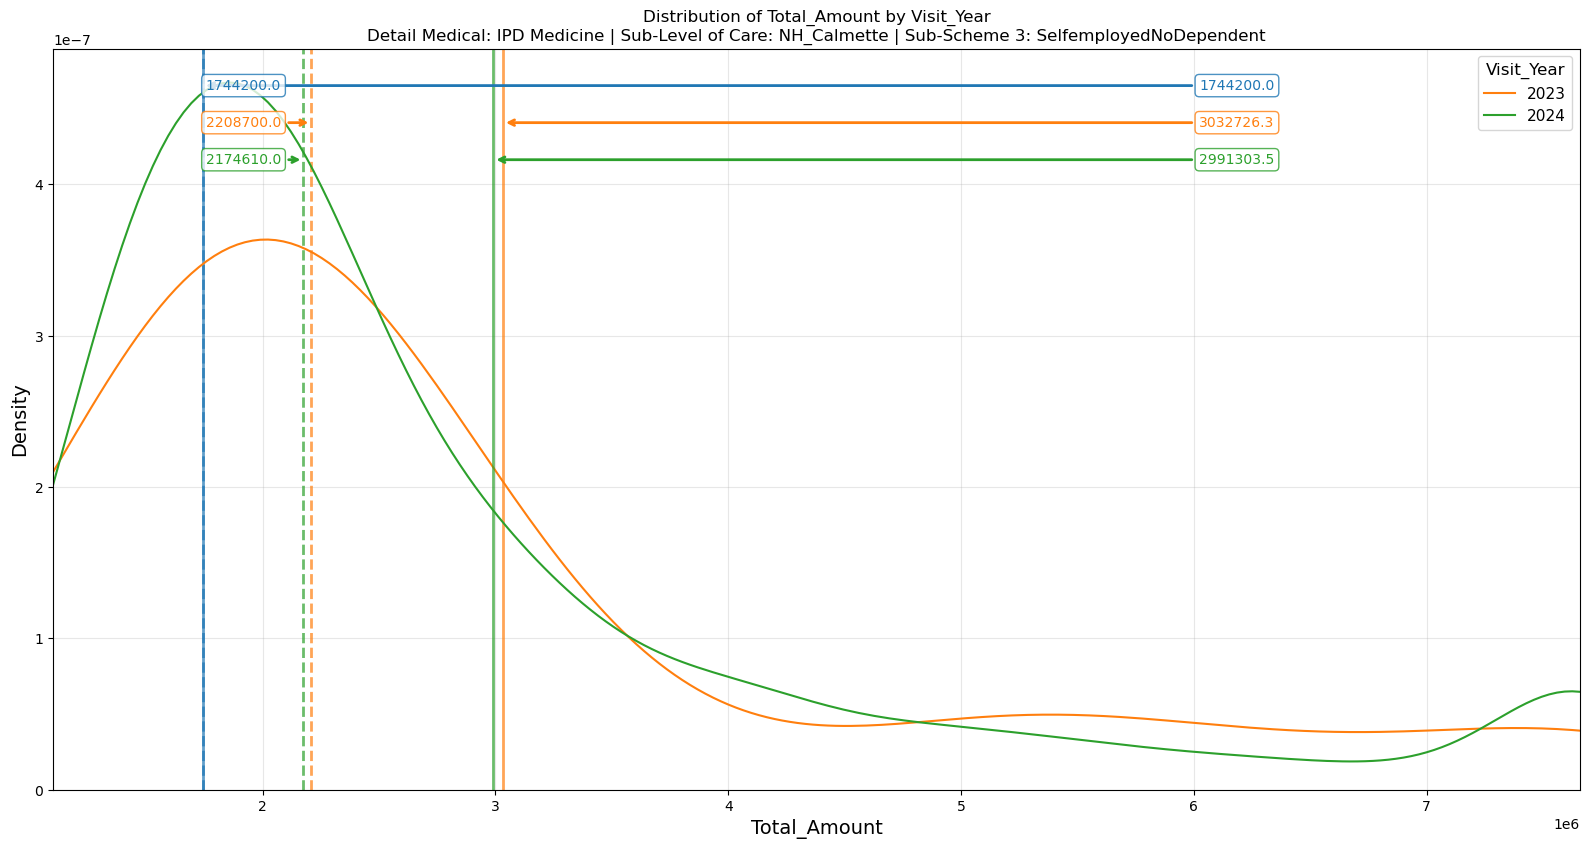 Distribution of Total_Amount by Visit_Year
Detail Medical: IPD Medicine | Sub-Level of Care: NH_Calmette | Sub-Scheme 3: SelfemployedNoDependent
1e−7
Visit_Year
2023
2024
1744200.0 1744200.0
2208700.0 3032726.3
2174610.0 2991303.5
4
3
2
1
0
Density
2 3 4 5 6 7
1e6
Total_Amount